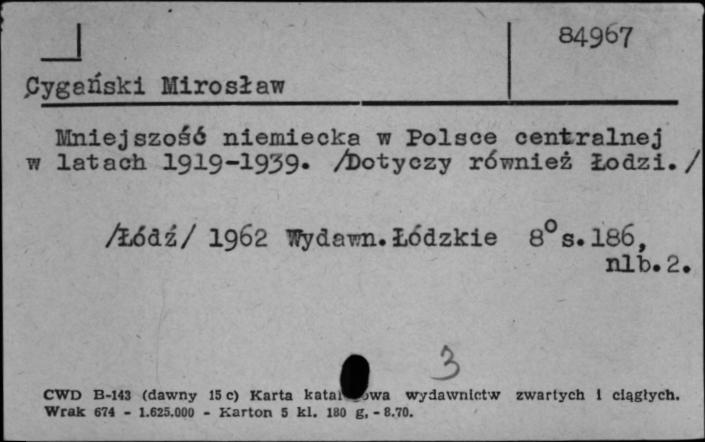 84967
Cygański Mirosław
Mniejszość niemiecka w Polsce centralnej
w latach 1919-1939. /Dotyczy również Łodzi./
/Łódź/ 1962 Wydawn.Łódzkie 8° s.186,
nlb.2.
3
CWD B-143 (dawny 15 c) Karta wydawnictw zwartych i ciągłych.
Wrak 674 - 1.625.000 - Karton 5 kl. 180 g. - 8.70.